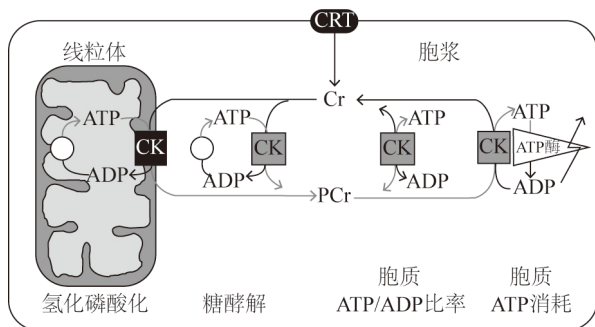 CRT
线粒体
胞浆
Cr
ATP
ATP
ATP
ATP
CK
CK
CK
CK
ATP酶
ADP
ADP
ADP
ADP
PCr
氢化磷酸化
糖酵解
胞质
ATP/ADP比率
胞质
ATP消耗